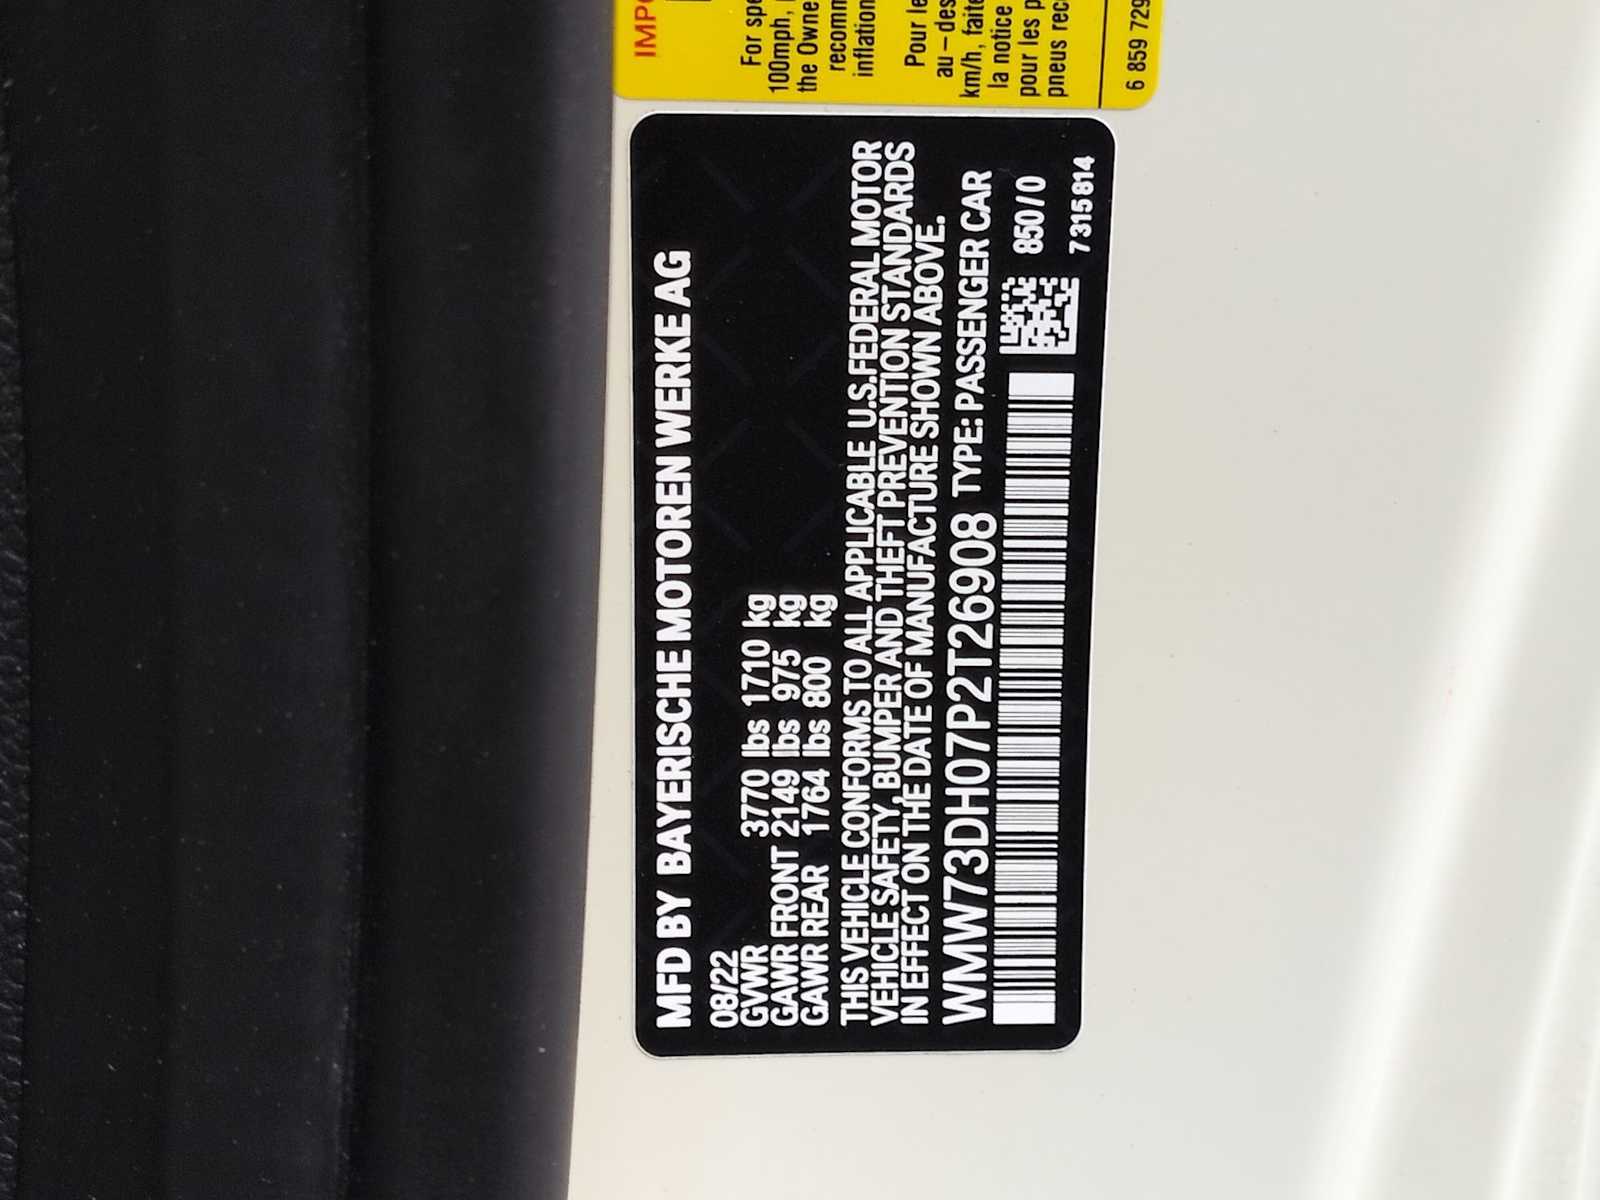 MFD BY BAYERISCHE MOTOREN WERKE AG
08/22
GVWR 3770 lbs 1710 kg
GAWR FRONT 2149 lbs 975 kg
GAWR REAR 1764 lbs 800 kg
THIS VEHICLE CONFORMS TO ALL APPLICABLE U.S.FEDERAL MOTOR
VEHICLE SAFETY, BUMPER AND THEFT PREVENTION STANDARDS
IN EFFECT ON THE DATE OF MANUFACTURE SHOWN ABOVE.
WMW73DH07P2T26908 TYPE: PASSENGER CAR
850/0
7315814
For
100mph,
the Owne
recomm
inflation
Pour le
au-des
km/h, faite
la notice
pour les p
pneus rec
6 859 729